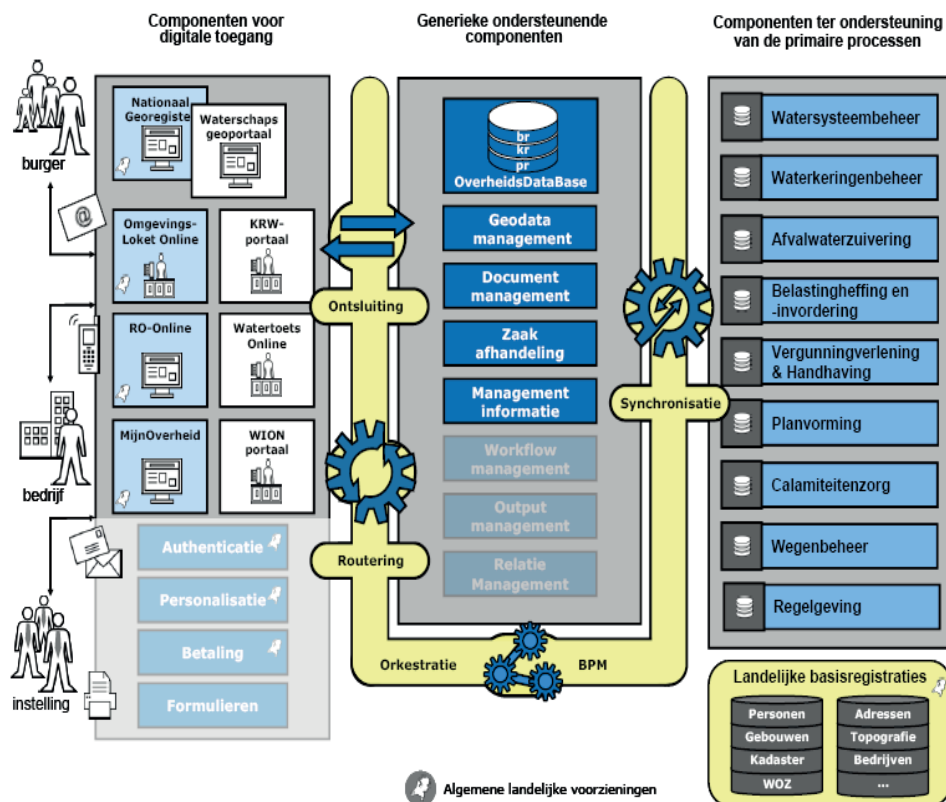 Componenten voor
digitale toegang
Generieke ondersteunende
componenten
Componenten ter ondersteuning
van de primaire processen
burger
@
bedrijf
instelling
Nationaal
Georegiste
Waterschaps
geoportaal
Omgevings-
Loket Online
KRW-
portaal
RO-Online
Watertoets
Online
MijnOverheid
WION
portaal
Authenticatie
Personalisatie
Betaling
Formulieren
Ontsluiting
Routering
Orkestratie
BPM
Synchronisatie
br
kr
pr
OverheidsDataBase
Geodata
management
Document
management
Zaak
afhandeling
Management
informatie
Workflow
management
Output
management
Relatie
Management
Watersysteembeheer
Waterkeringenbeheer
Afvalwaterzuivering
Belastingheffing en
-invordering
Vergunningverlening
& Handhaving
Planvorming
Calamiteitenzorg
Wegenbeheer
Regelgeving
Landelijke basisregistraties
Personen
Gebouwen
Kadaster
WOZ
Adressen
Topografie
Bedrijven
...
Algemene landelijke voorzieningen